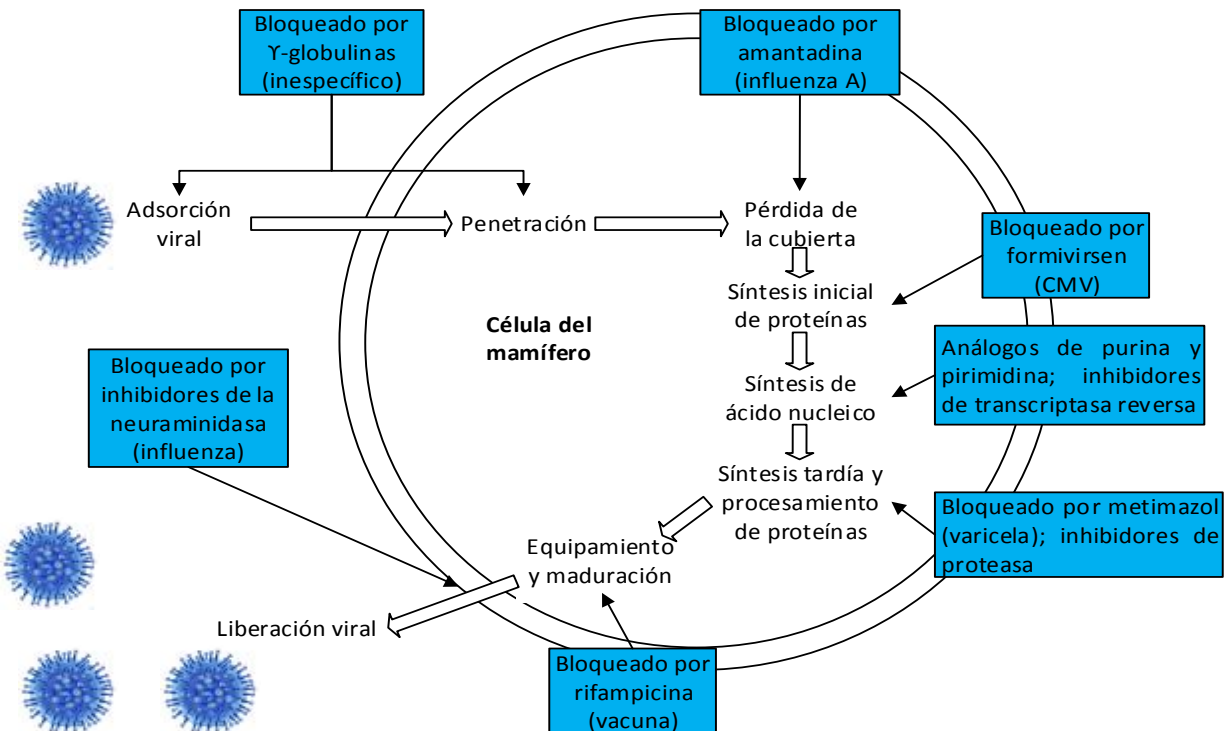 Bloqueado por
ϒ-globulinas
(inespecífico)
Bloqueado por
amantadina
(influenza A)
Adsorción
viral
Penetración
Pérdida de
la cubierta
Bloqueado por
formivirsen
(CMV)
Síntesis inicial
de proteínas
Célula del
mamífero
Bloqueado por
inhibidores de la
neuraminidasa
(influenza)
Análogos de purina y
pirimidina; inhibidores
de transcriptasa reversa
Síntesis de
ácido nucleico
Síntesis tardía y
procesamiento
de proteínas
Bloqueado por metimazol
(varicela); inhibidores de
proteasa
Equipamiento
y maduración
Liberación viral
Bloqueado por
rifampicina
(vacuna)